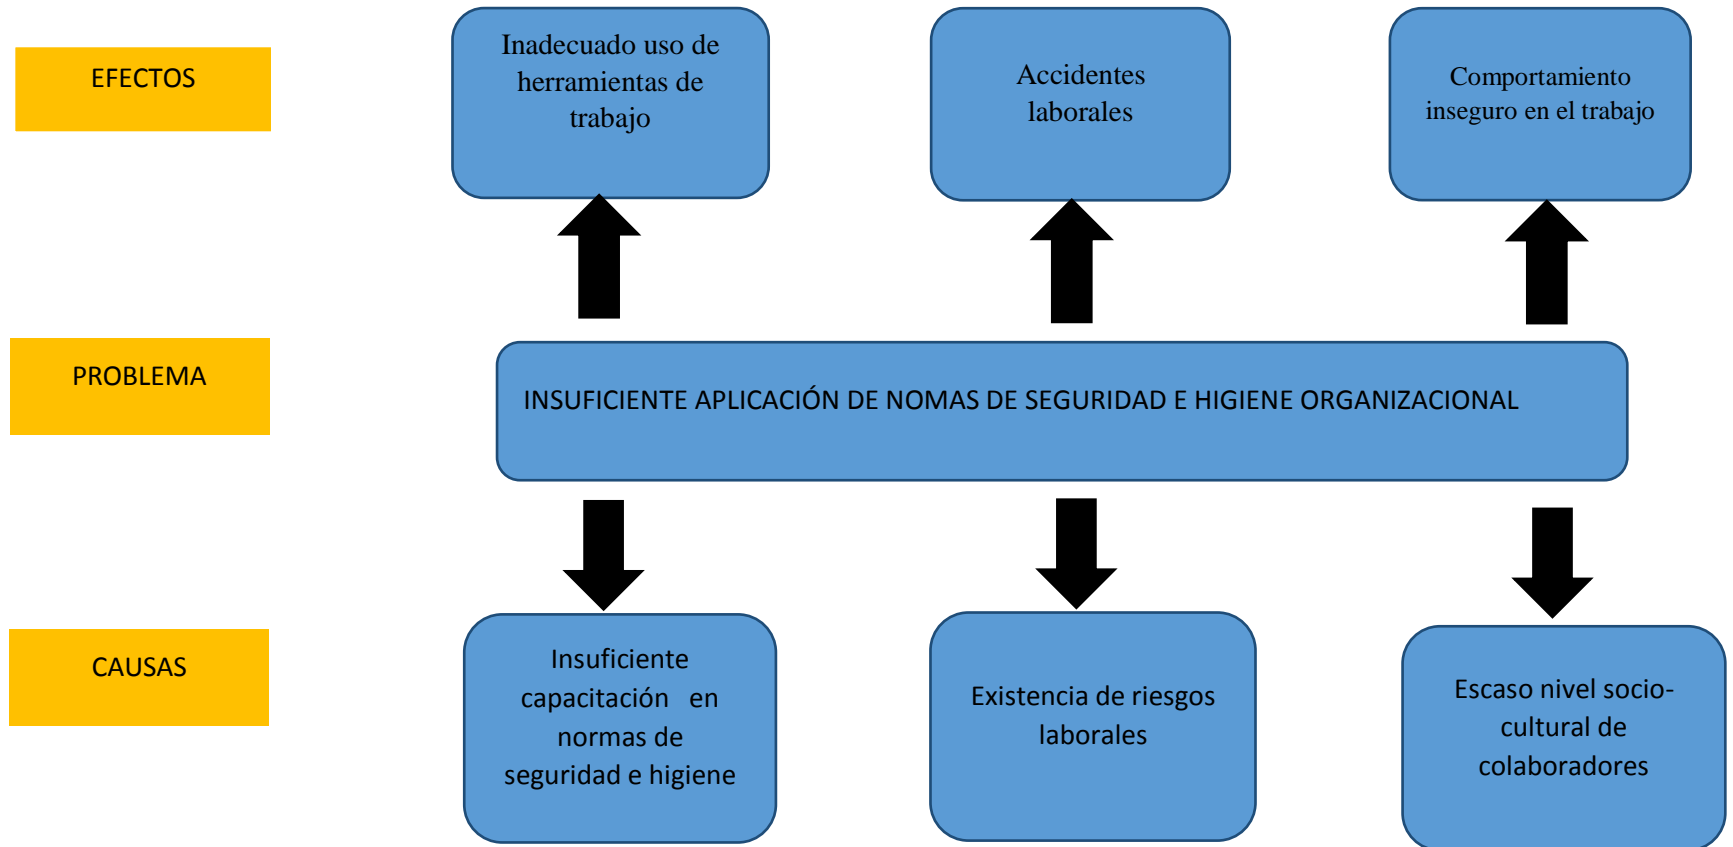 EFECTOS
Inadecuado uso de
herramientas de
trabajo
Accidentes
laborales
Comportamiento
inseguro en el trabajo
PROBLEMA
INSUFICIENTE APLICACIÓN DE NOMAS DE SEGURIDAD E HIGIENE ORGANIZACIONAL
CAUSAS
Insuficiente
capacitación en
normas de
seguridad e higiene
Existencia de riesgos
laborales
Escaso nivel socio-
cultural de
colaboradores